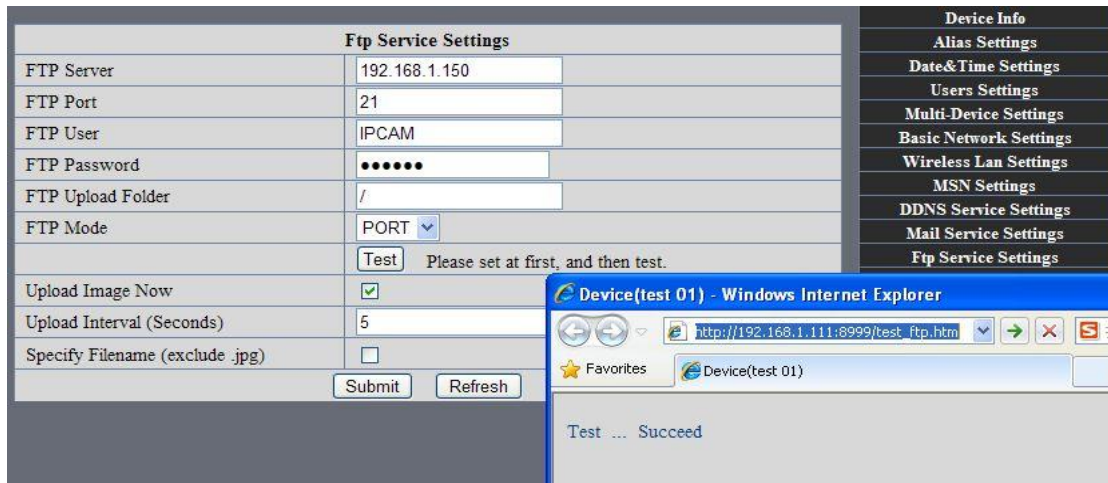 Ftp Service Settings
FTP Server 192.168.1.150
FTP Port 21
FTP User IPCAM
FTP Password ●●●●●●
FTP Upload Folder /
FTP Mode PORT
Test Please set at first, and then test.
Upload Image Now
Upload Interval (Seconds) 5
Specify Filename (exclude .jpg)
Submit Refresh
Device Info
Alias Settings
Date&Time Settings
Users Settings
Multi-Device Settings
Basic Network Settings
Wireless Lan Settings
MSN Settings
DDNS Service Settings
Mail Service Settings
Ftp Service Settings
Device(test 01) - Windows Internet Explorer
http://192.168.1.111:8999/test_ftp.htm
Favorites Device(test 01)
Test ... Succeed